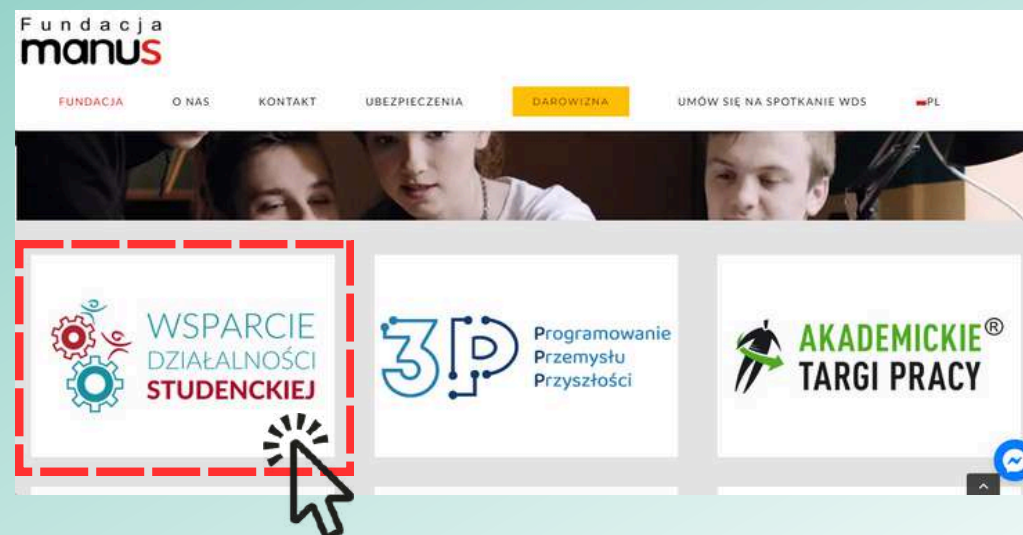 Fundacja
manus
FUNDACJA O NAS KONTAKT UBEZPIECZENIA DAROWIZNA UMÓW SIĘ NA SPOTKANIE WDS PL
WSPARCIE
DZIAŁALNOŚCI
STUDENCKIEJ
3P
Programowanie
Przemysłu
Przyszłości
AKADEMICKIE®
TARGI PRACY